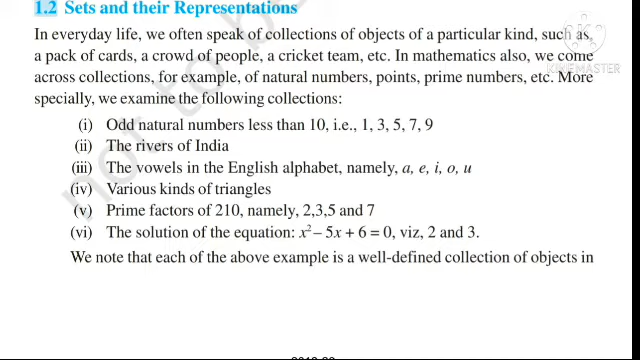 1.2 Sets and their Representations
In everyday life, we often speak of collections of objects of a particular kind, such as,
a pack of cards, a crowd of people, a cricket team, etc. In mathematics also, we come
across collections, for example, of natural numbers, points, prime numbers, etc. More
specially, we examine the following collections:
(i) Odd natural numbers less than 10, i.e., 1, 3, 5, 7, 9
(ii) The rivers of India
(iii) The vowels in the English alphabet, namely, a, e, i, o, u
(iv) Various kinds of triangles
(v) Prime factors of 210, namely, 2,3,5 and 7
(vi) The solution of the equation: x² – 5x + 6 = 0, viz, 2 and 3.
We note that each of the above example is a well-defined collection of objects in
not to b
KINEMASTER